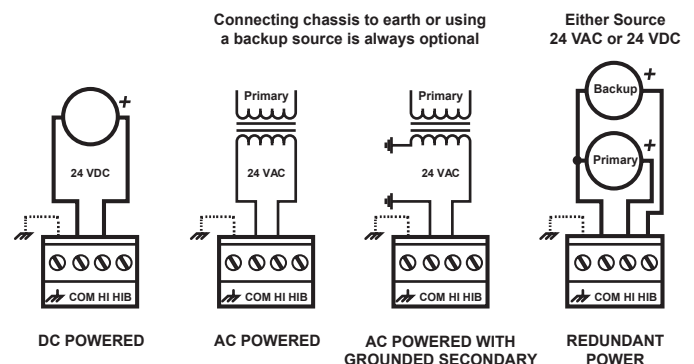 Connecting chassis to earth or using
a backup source is always optional
Either Source
24 VAC or 24 VDC
+
24 VDC
COM HI HIB
DC POWERED
Primary
24 VAC
COM HI HIB
AC POWERED
Primary
24 VAC
COM HI HIB
AC POWERED WITH
GROUNDED SECONDARY
Backup
+
Primary
+
COM HI HIB
REDUNDANT
POWER